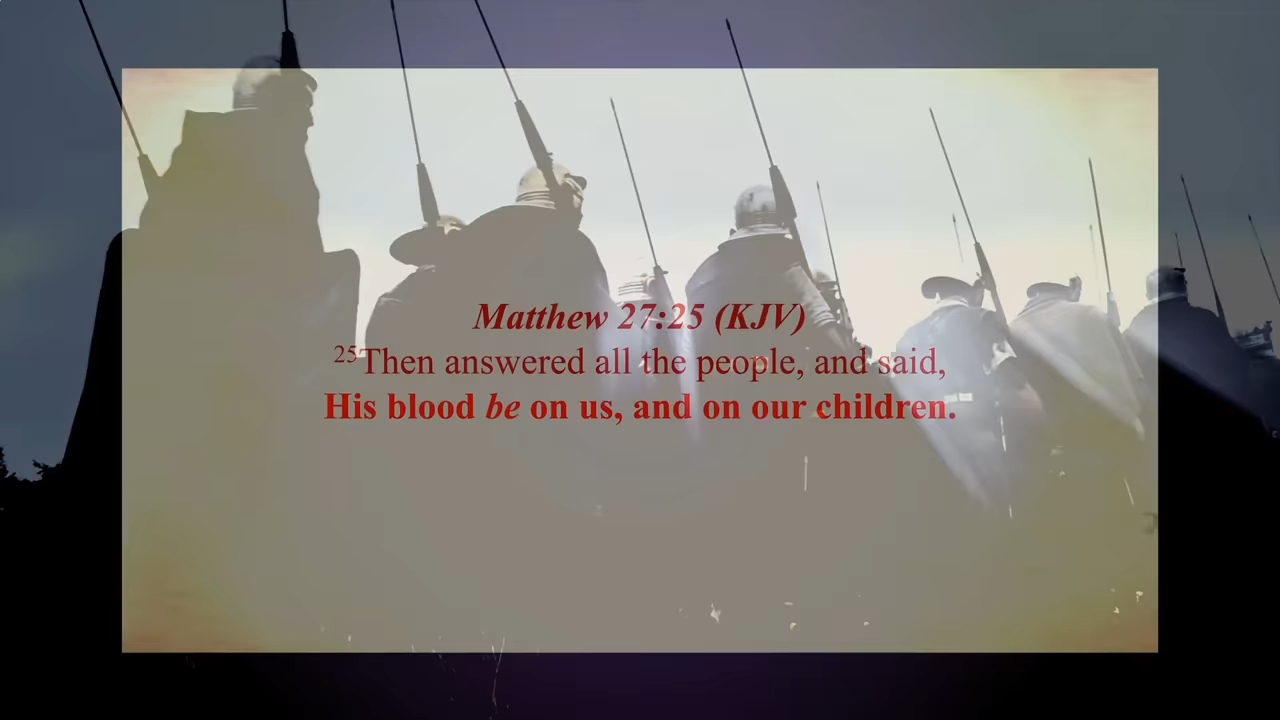 Matthew 27:25 (KJV)
25Then answered all the people, and said,
His blood be on us, and on our children.